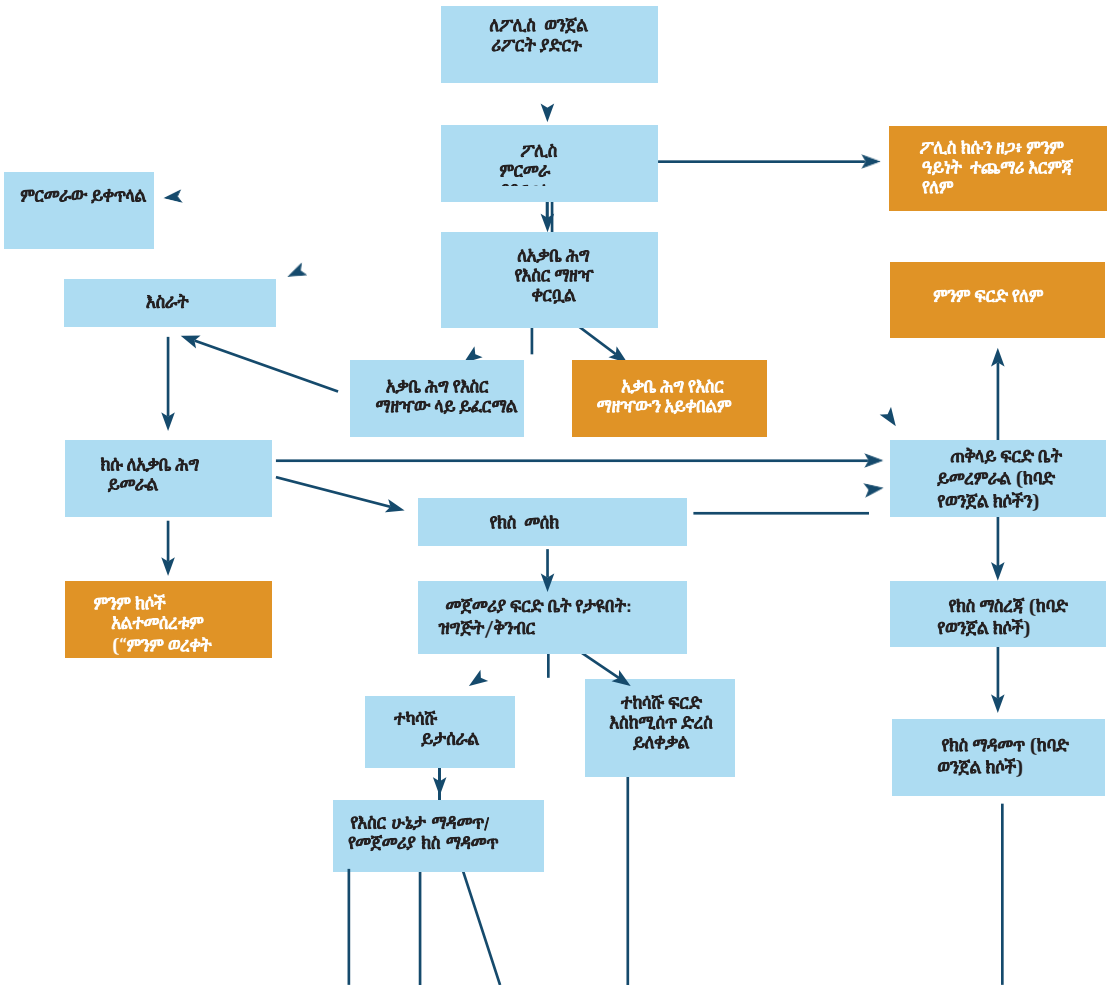 ለፖሊስ ወንጀል
ሪፖርት ያድርጉ
ፖሊስ
ምርመራ
ፖሊስ ክሱን ዘጋ፥ ምንም
ዓይነት ተጨማሪ እርምጃ
የለም
ምርመራው ይቀጥላል
ለኢቃቤ ሕግ
የእስር ማዘዣ
ቀርቧል
ምንም ፍርድ የለም
እስራት
አቃቤ ሕግ የእስር
ማዘዣው ላይ ይፈርማል
አቃቤ ሕግ የእስር
ማዘዣውን አይቀበልም
ክሱ ለኢቃቤ ሕግ
ይመራል
ጠቅላይ ፍርድ ቤት
ይመረምራል (ከባድ
የወንጀል ክሶችን)
የክስ መሰክ
ምንም ክሶች
አልተመሰረቱም
(“ምንም ወረቀት
መጀመሪያ ፍርድ ቤት የታዩበት:
ዝግጅት/ቅንብር
የክስ ማስረጃ (ከባድ
የወንጀል ክሶች)
ተካሳሹ
ይታሰራል
ተከሳሹ ፍርድ
እስከሚሰጥ ድረስ
ይለቀቃል
የክስ ማዳመጥ (ከባድ
ወንጀል ክሶች)
የእስር ሁኔታ ማዳመጥ/
የመጀመሪያ ክስ ማዳመጥ